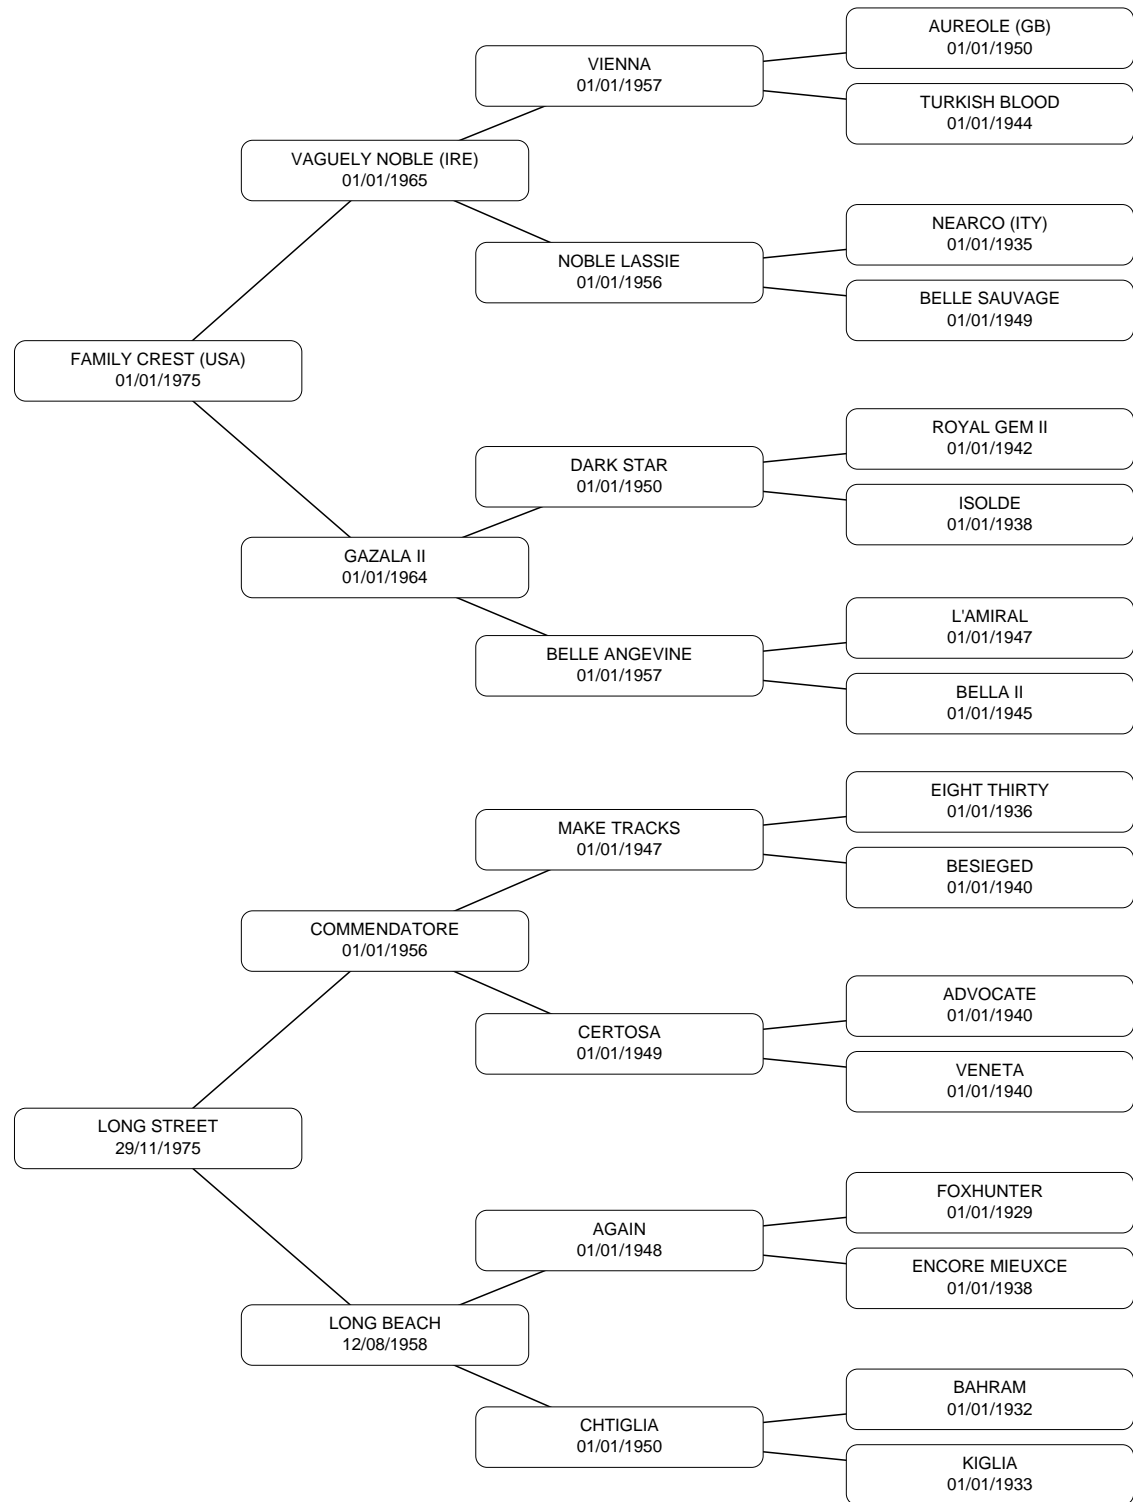 AUREOLE (GB)
01/01/1950
VIENNA
01/01/1957
TURKISH BLOOD
01/01/1944
VAGUELY NOBLE (IRE)
01/01/1965
NEARCO (ITY)
01/01/1935
NOBLE LASSIE
01/01/1956
BELLE SAUVAGE
01/01/1949
FAMILY CREST (USA)
01/01/1975
ROYAL GEM II
01/01/1942
DARK STAR
01/01/1950
ISOLDE
01/01/1938
GAZALA II
01/01/1964
L'AMIRAL
01/01/1947
BELLE ANGEVINE
01/01/1957
BELLA II
01/01/1945
EIGHT THIRTY
01/01/1936
MAKE TRACKS
01/01/1947
BESIEGED
01/01/1940
COMMENDATORE
01/01/1956
ADVOCATE
01/01/1940
CERTOSA
01/01/1949
VENETA
01/01/1940
LONG STREET
29/11/1975
FOXHUNTER
01/01/1929
AGAIN
01/01/1948
ENCORE MIEUXCE
01/01/1938
LONG BEACH
12/08/1958
BAHRAM
01/01/1932
CHTIGLIA
01/01/1950
KIGLIA
01/01/1933